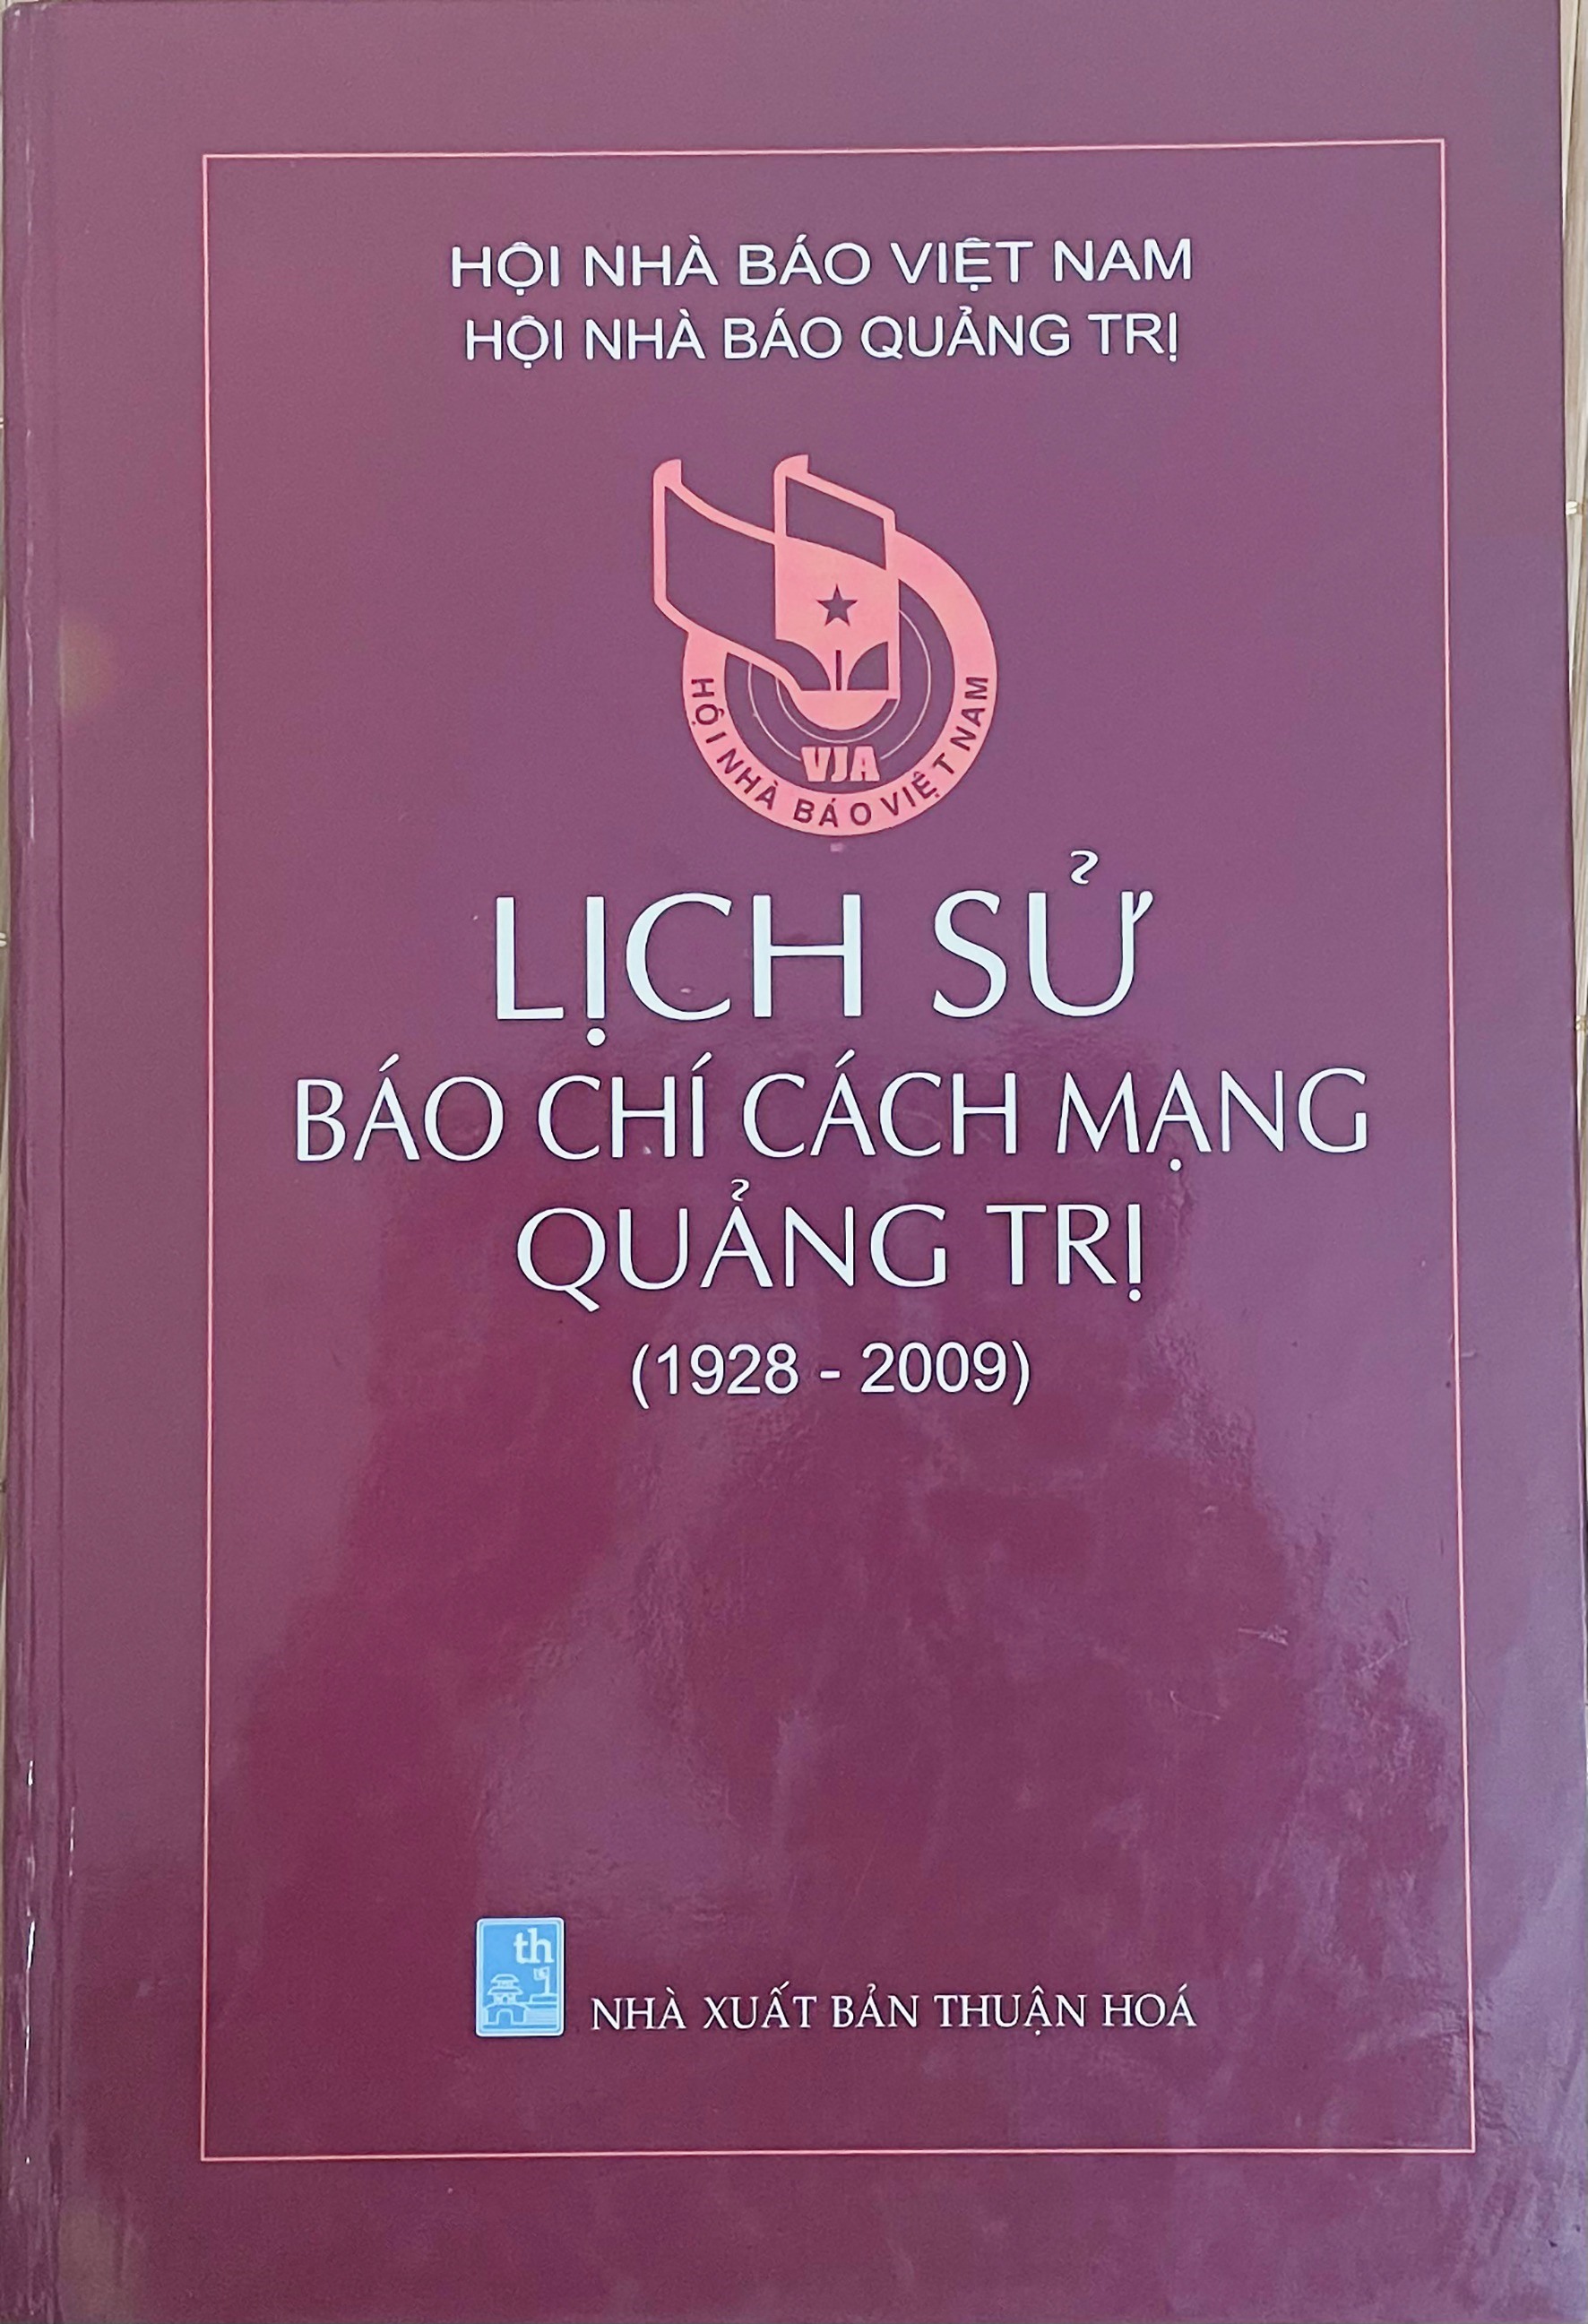 HỘI NHÀ BÁO VIỆT NAM
HỘI NHÀ BÁO QUẢNG TRỊ
VJA
HỘI NHÀ BÁO VIỆT NAM
LỊCH SỬ
BÁO CHÍ CÁCH MẠNG
QUẢNG TRỊ
(1928 - 2009)
th
NHÀ XUẤT BẢN THUẬN HOÁ